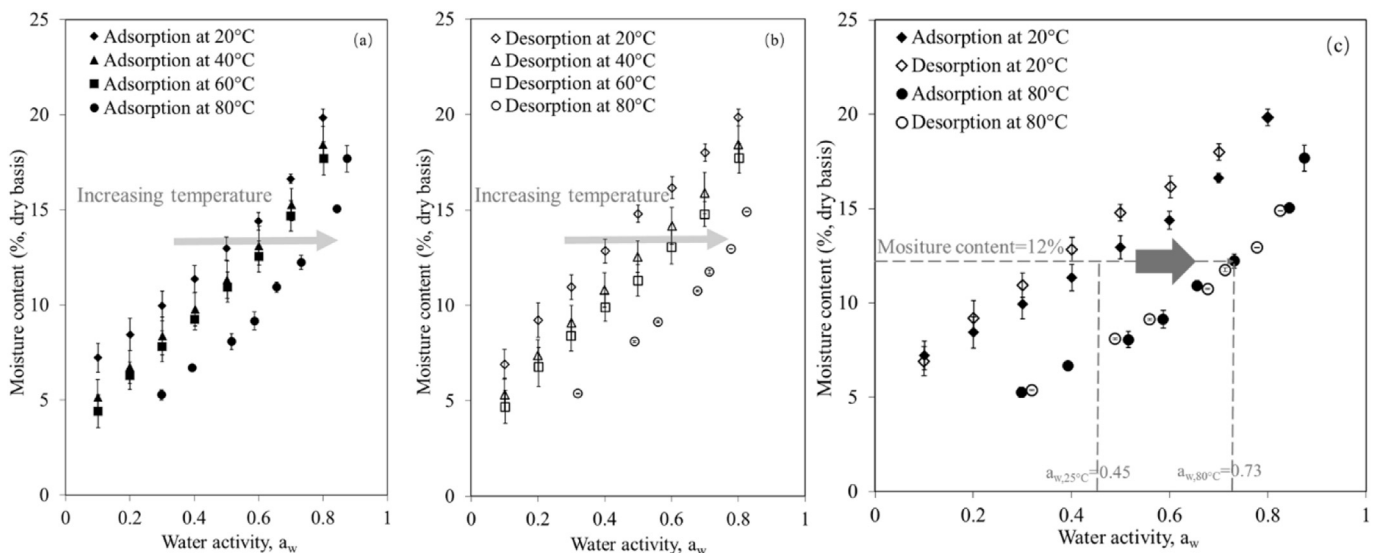 25
20
15
10
5
0
Moisture content (%, dry basis)
Adsorption at 20°C
Adsorption at 40°C
Adsorption at 60°C
Adsorption at 80°C
(a)
Increasing temperature
0
0.2
0.4
0.6
0.8
1
Water activity, aw
25
20
15
10
5
0
Moisture content (%, dry basis)
Desorption at 20°C
Desorption at 40°C
Desorption at 60°C
Desorption at 80°C
(b)
Increasing temperature
0
0.2
0.4
0.6
0.8
1
Water activity, aw
25
20
15
10
5
0
Moisture content (%, dry basis)
Adsorption at 20°C
Desorption at 20°C
Adsorption at 80°C
Desorption at 80°C
(c)
Mositure content=12%
aw,25°C=0.45
aw,80°C=0.73
0
0.2
0.4
0.6
0.8
1
Water activity, aw